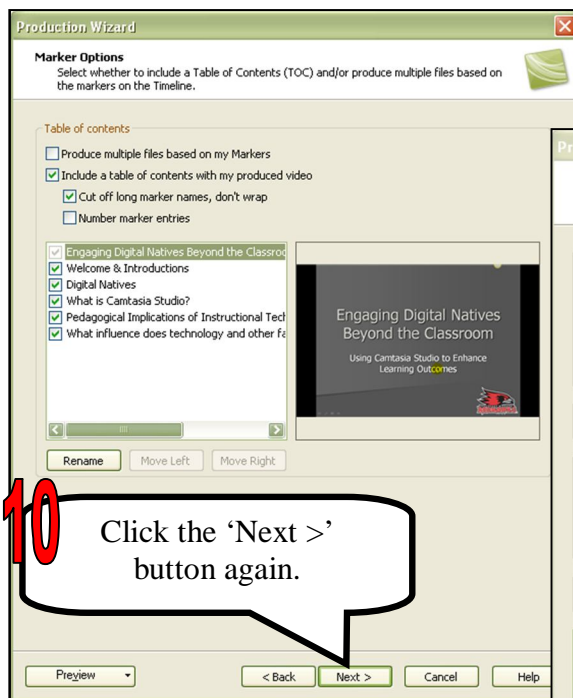 Production Wizard
Marker Options
Select whether to include a Table of Contents (TOC) and/or produce multiple files based on
the markers on the Timeline.
Table of contents
Produce multiple files based on my Markers
Include a table of contents with my produced video
Cut off long marker names, don't wrap
Number marker entries
Engaging Digital Natives Beyond the Classroo
Welcome & Introductions
Digital Natives
What is Camtasia Studio?
Pedagogical Implications of Instructional Tech
What influence does technology and other fa
Engaging Digital Natives
Beyond the Classroom
Using Camtasia Studio to Enhance
Learning Outcomes
Rename Move Left Move Right
10
Click the ‘Next >’
button again.
Preview < Back Next > Cancel Help
Pr